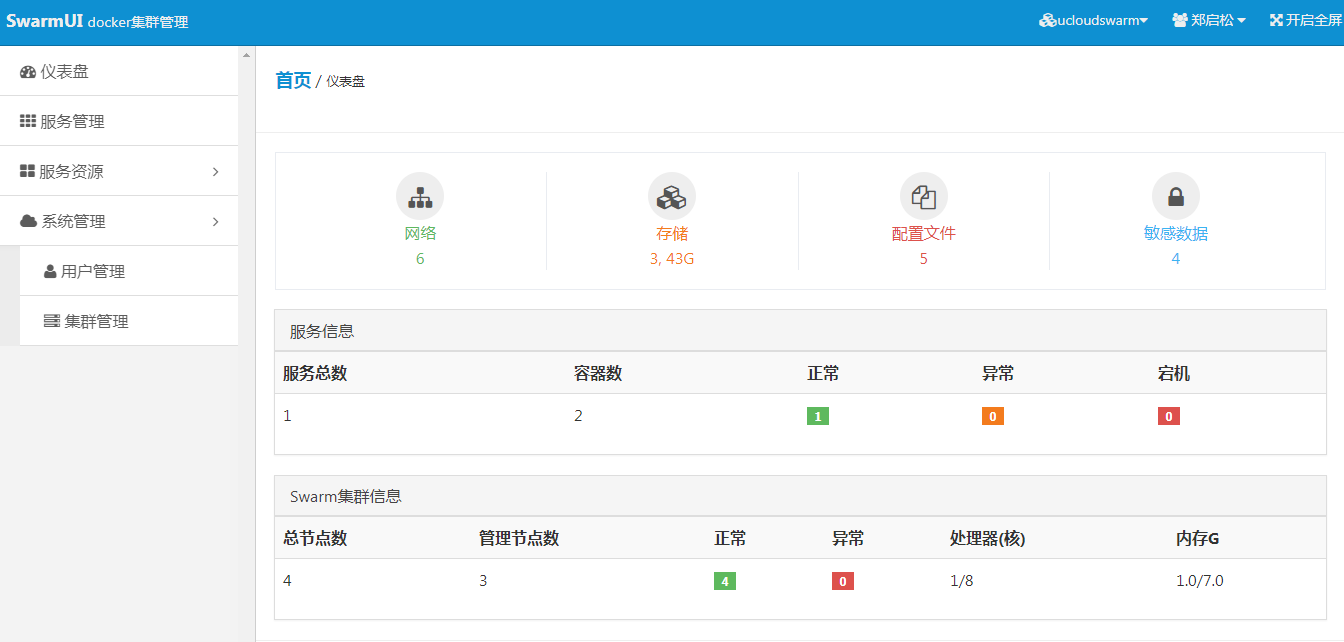 SwarmUI docker集群管理
ucloudswarm
郑启松
开启全屏
仪表盘
服务管理
服务资源
系统管理
用户管理
集群管理
首页 / 仪表盘
网络
6
存储
3, 43G
配置文件
5
敏感数据
4
服务信息
服务总数 容器数 正常 异常 宕机
1 2 1 0 0
Swarm集群信息
总节点数 管理节点数 正常 异常 处理器(核) 内存G
4 3 4 0 1/8 1.0/7.0